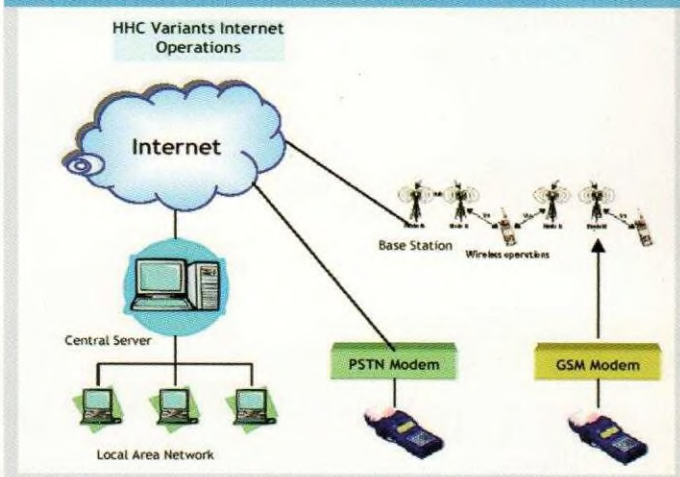 HHC Variants Internet
Operations
Internet
Base Station
Wireless operations
Central Server
PSTN Modem
GSM Modem
Local Area Network